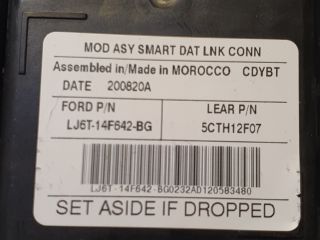 MOD ASY SMART DAT LNK CONN
Assembled in/Made in MOROCCO CDYBT
DATE 200820A
FORD P/N LEAR P/N
LJ6T-14F642-BG 5CTH12F07
LJ6T-14F642-BG0232AD120583480
SET ASIDE IF DROPPED